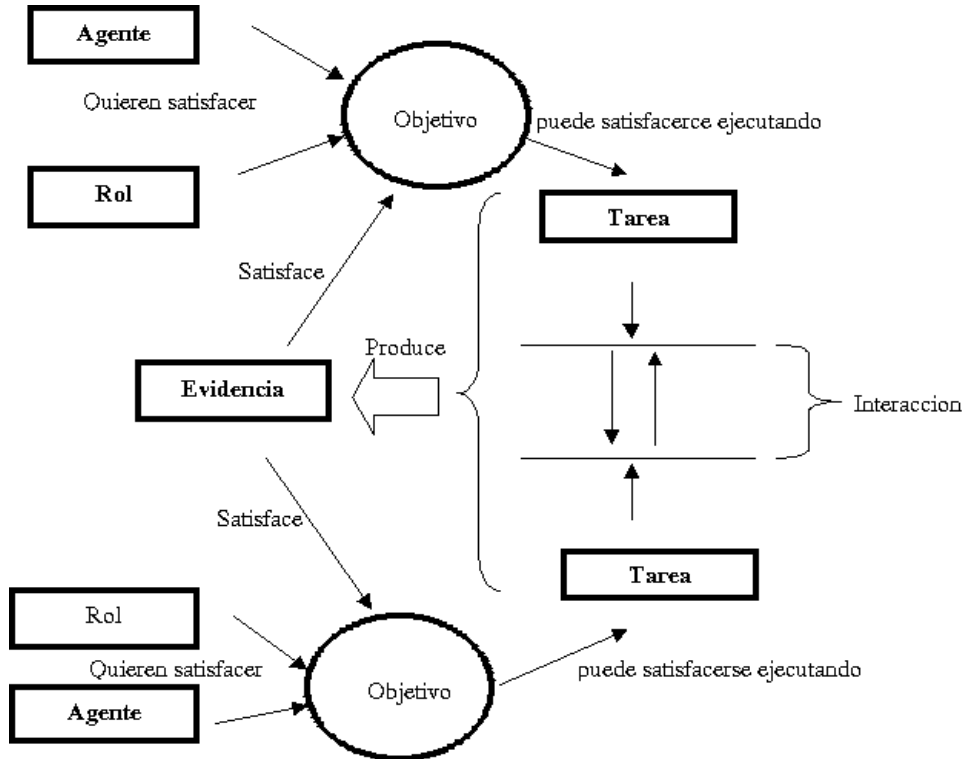 Agente
Quieren satisfacer
Objetivo
puede satisfacerce ejecutando
Rol
Tarea
Satisface
Produce
Evidencia
Interaccion
Satisface
Tarea
Rol
Quieren satisfacer
Objetivo
puede satisfacerse ejecutando
Agente